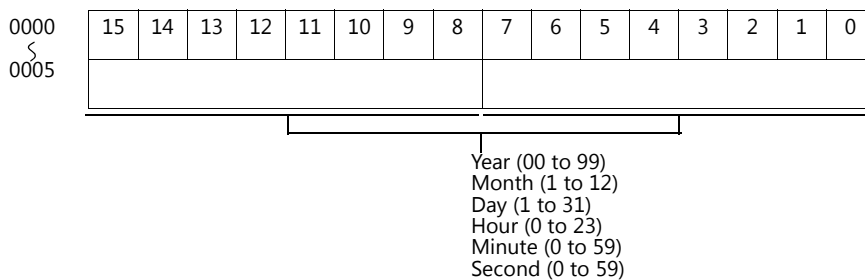 0000 15 14 13 12 11 10 9 8 7 6 5 4 3 2 1 0
0005
Year (00 to 99)
Month (1 to 12)
Day (1 to 31)
Hour (0 to 23)
Minute (0 to 59)
Second (0 to 59)